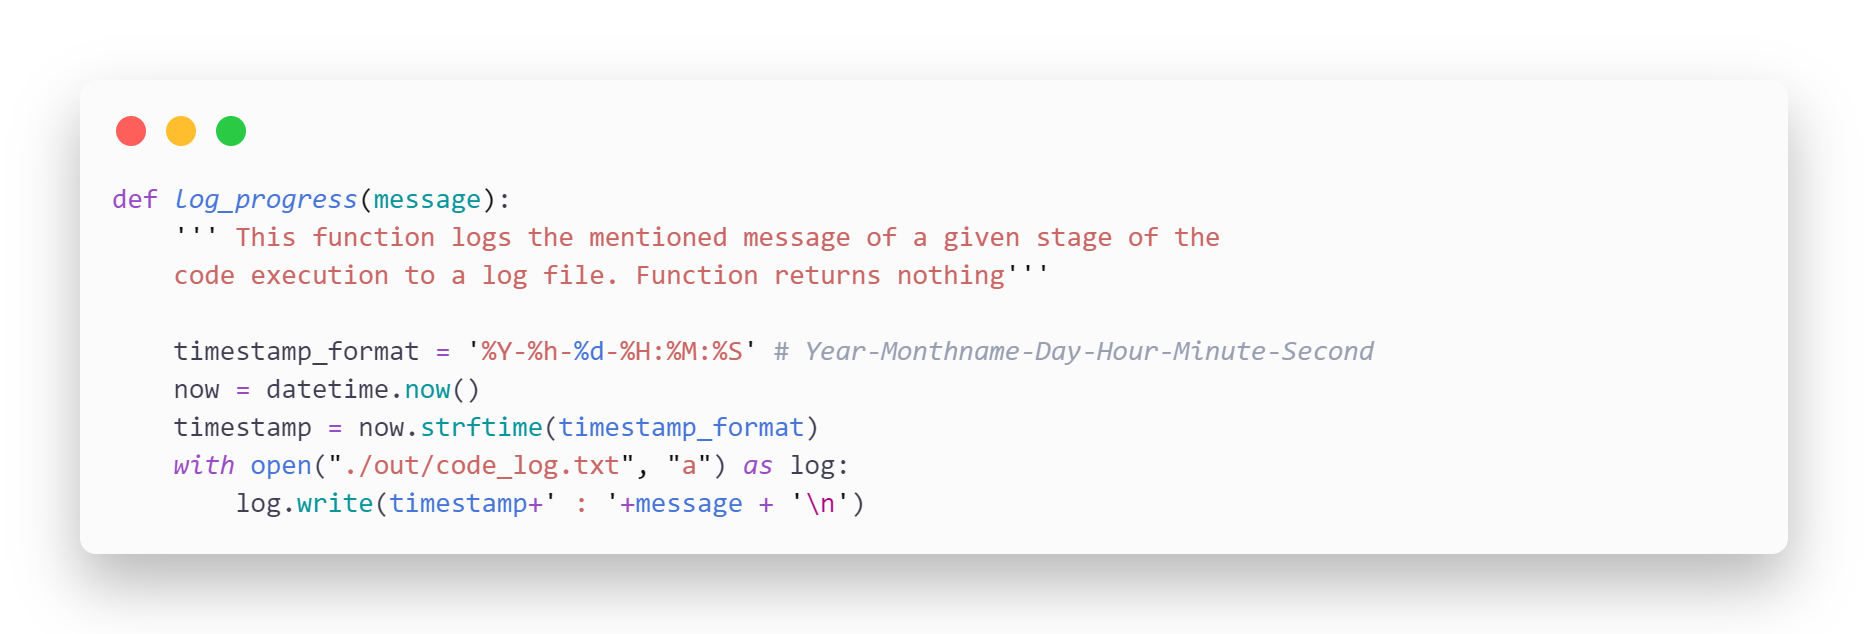 def log_progress(message):
    ''' This function logs the mentioned message of a given stage of the
    code execution to a log file. Function returns nothing'''

    timestamp_format = '%Y-%h-%d-%H:%M:%S' # Year-Monthname-Day-Hour-Minute-Second
    now = datetime.now()
    timestamp = now.strftime(timestamp_format)
    with open("./out/code_log.txt", "a") as log:
        log.write(timestamp+' : '+message + '\n')